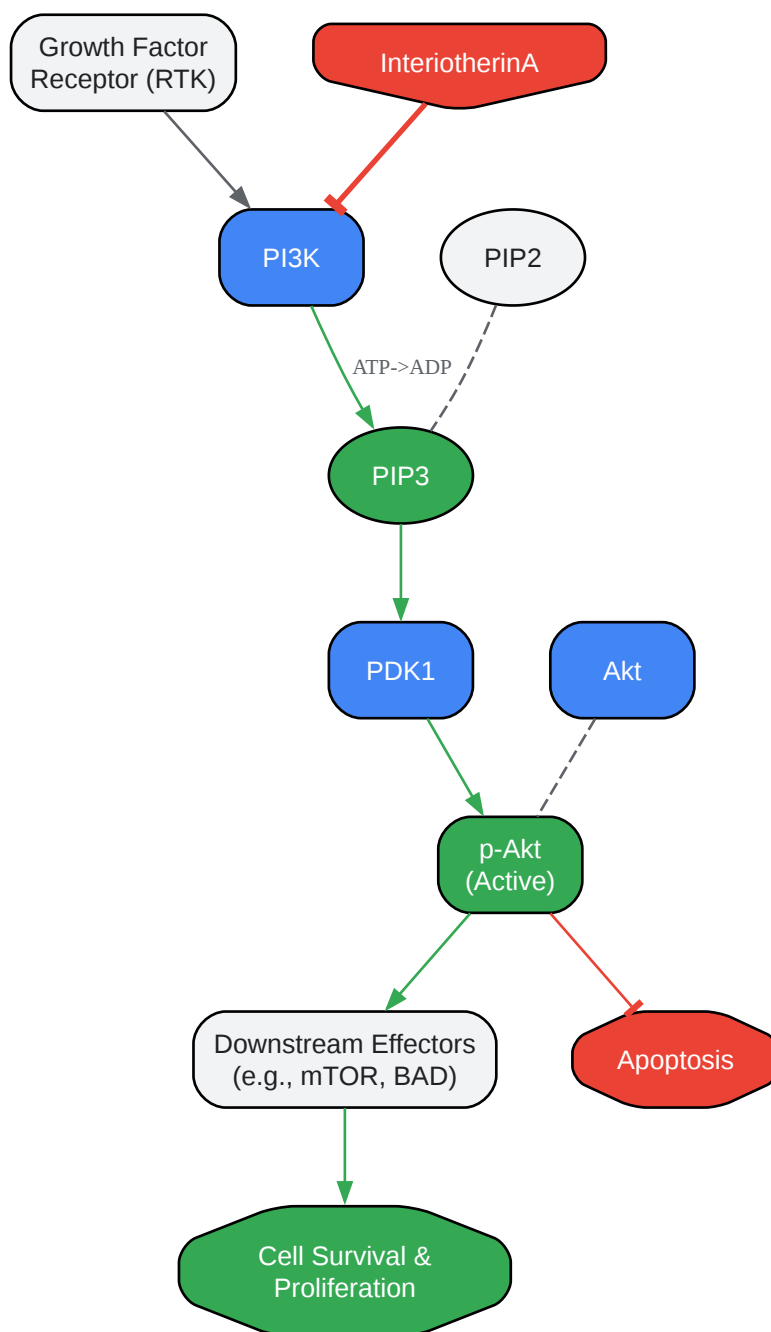 Growth Factor
Receptor (RTK)
InteriotherinA
PI3K
PIP2
ATP->ADP
PIP3
PDK1
Akt
p-Akt
(Active)
Downstream Effectors
(e.g., mTOR, BAD)
Apoptosis
Cell Survival &
Proliferation